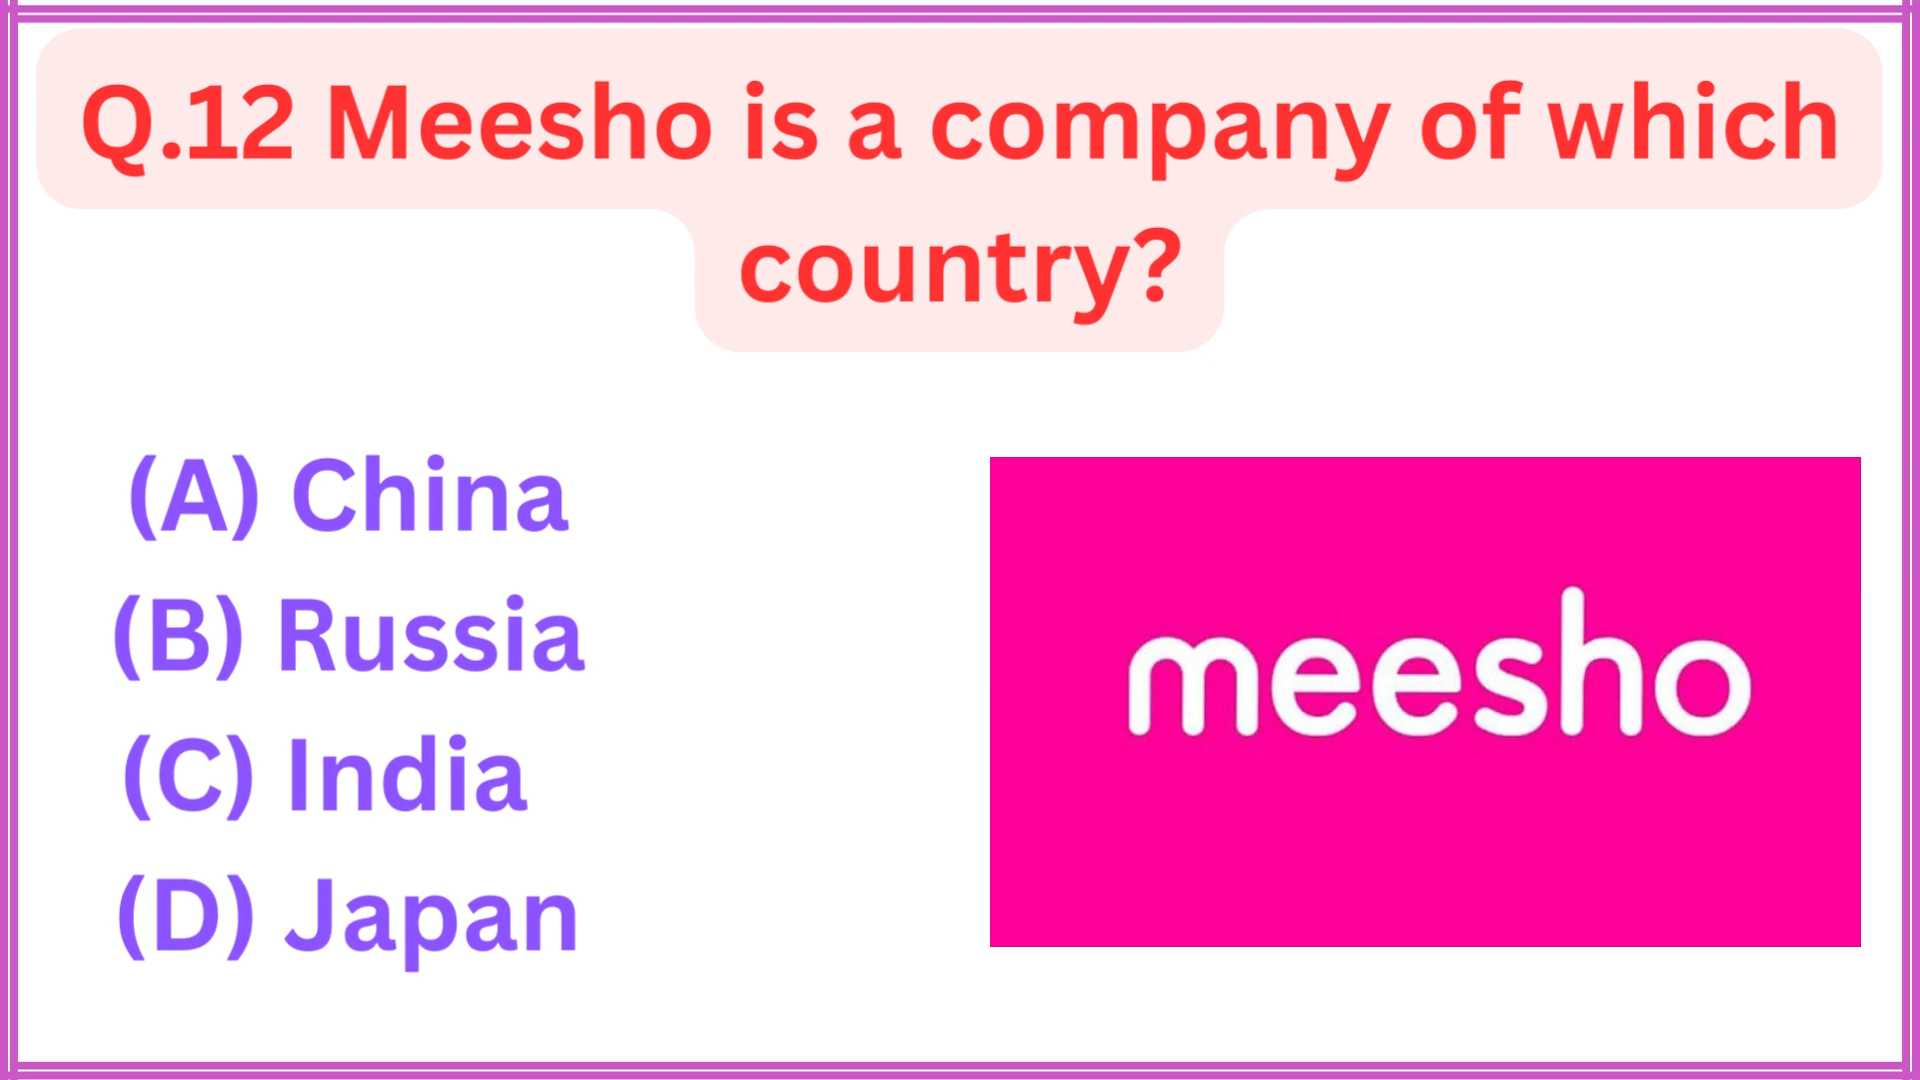 Q.12 Meesho is a company of which
country?
(A) China
(B) Russia
(C) India
(D) Japan
meesho